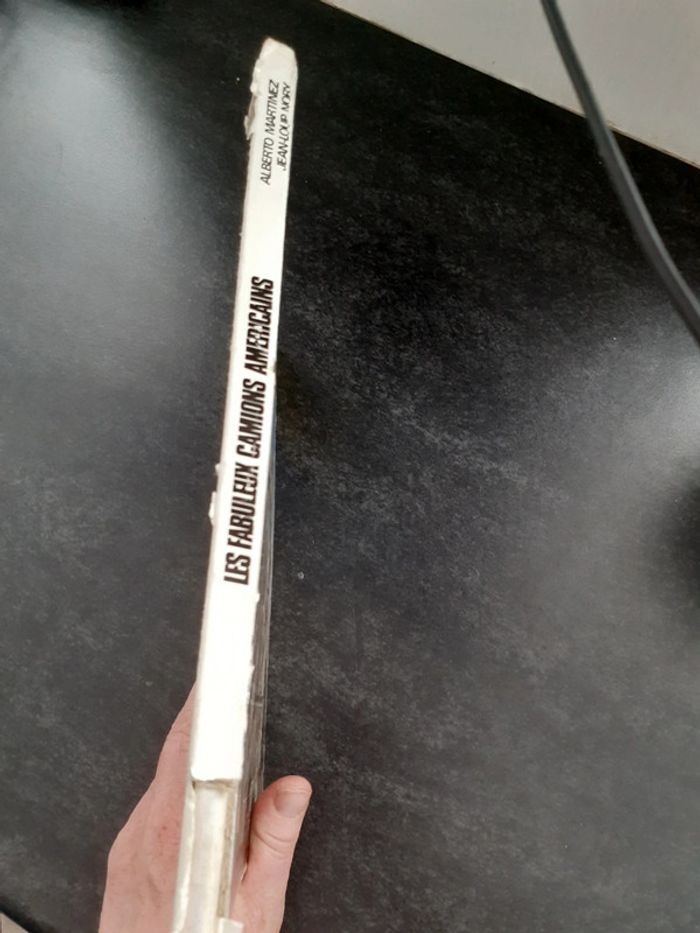 LES FABULEUX CAMIONS AMERICAINS
ALBERTO MARTINEZ
JEAN-LOUP NORY